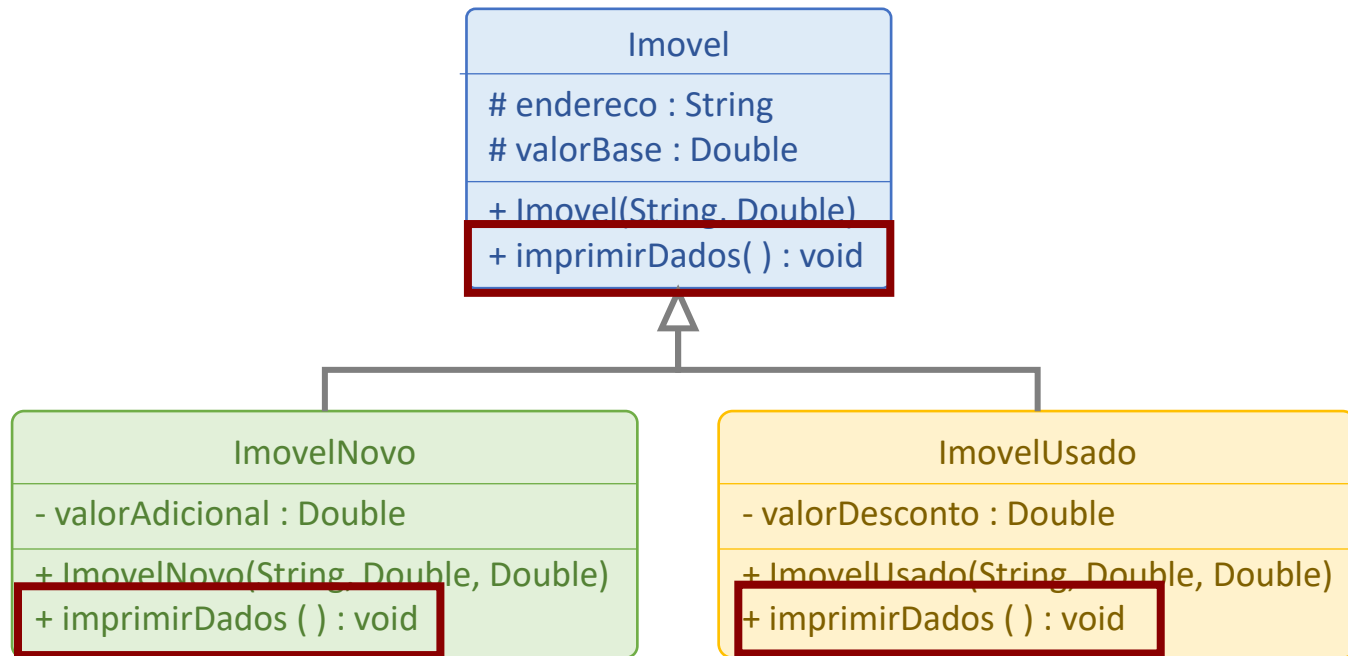 Imovel
# endereco : String
# valorBase : Double
+ Imovel(String, Double)
+ imprimirDados( ) : void
ImovelNovo
- valorAdicional : Double
+ ImovelNovo(String, Double, Double)
+ imprimirDados ( ) : void
ImovelUsado
- valorDesconto : Double
+ ImovelUsado(String, Double, Double)
+ imprimirDados ( ) : void